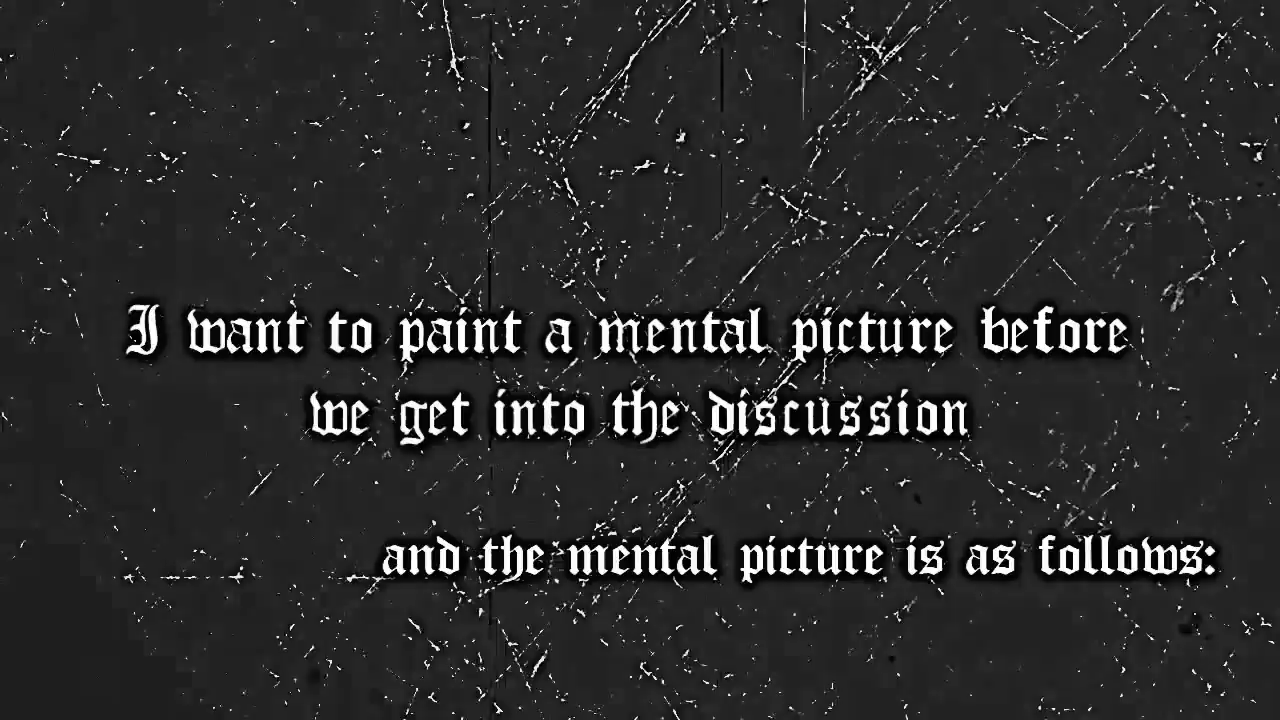 I want to paint a mental picture before
we get into the discussion
and the mental picture is as follows: